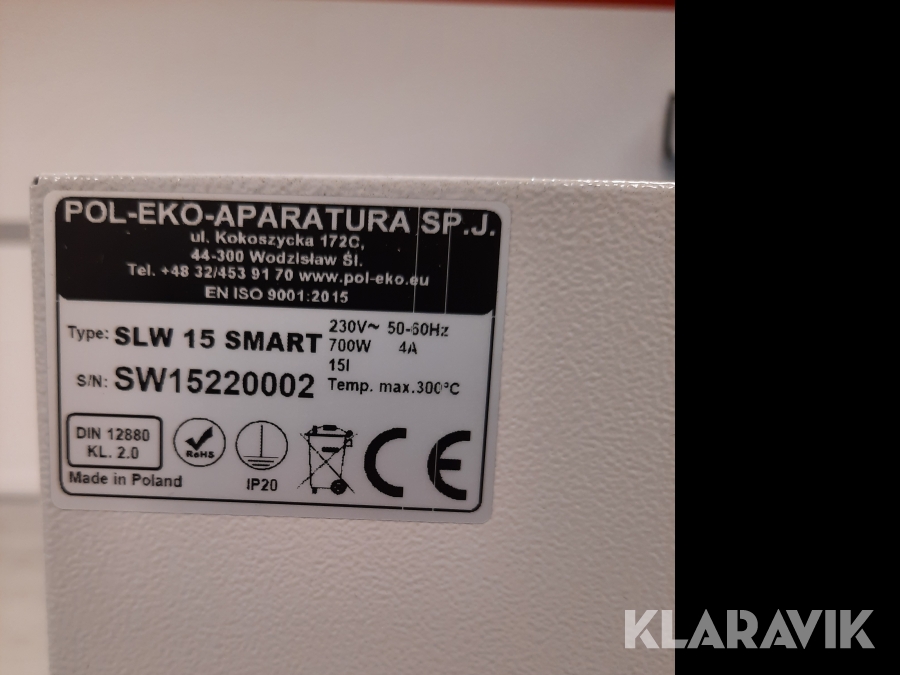 POL-EKO-APARATURA SP.J.
ul. Kokoszycka 172C,
44-300 Wodzisław Śl.
Tel. +48 32/453 91 70 www.pol-eko.eu
EN ISO 9001:2015
Type: SLW 15 SMART
S/N: SW15220002
230V~ 50-60Hz
700W 4A
15l
Temp. max.300°C
DIN 12880
KL. 2.0
RoHS
IP20
CE
Made in Poland
KLARAVIK